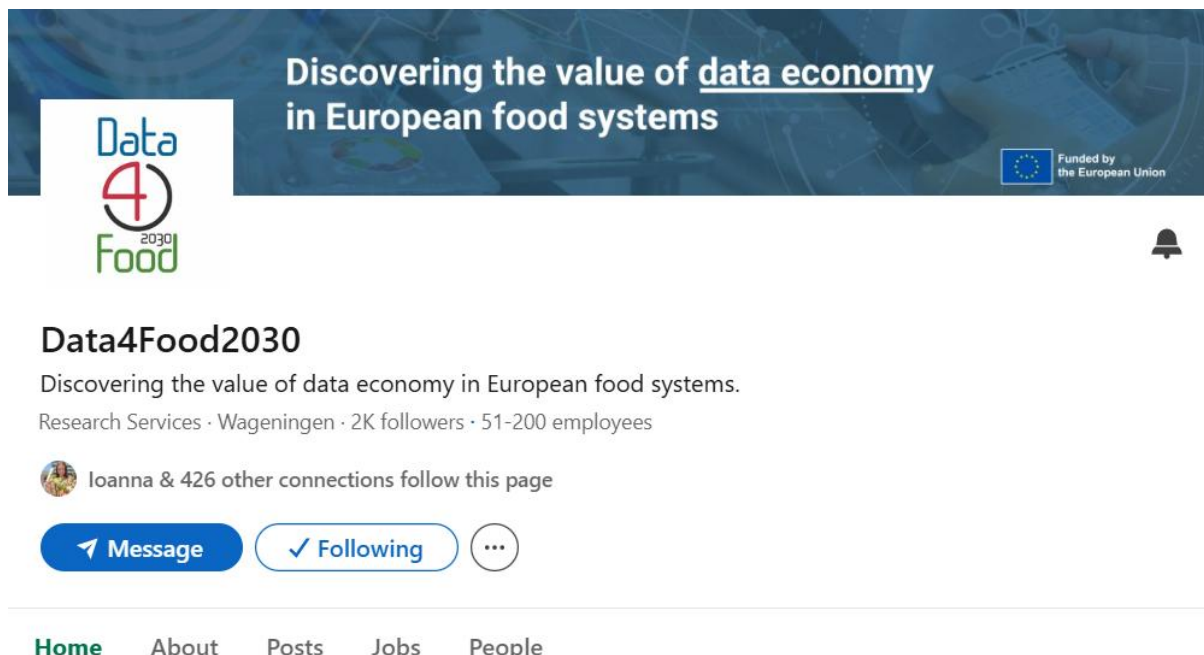 Discovering the value of data economy
in European food systems
Funded by
the European Union
Data
4
2030
Food
Data4Food2030
Discovering the value of data economy in European food systems.
Research Services · Wageningen · 2K followers · 51-200 employees
Ioanna & 426 other connections follow this page
Message
Following
Home About Posts Jobs People